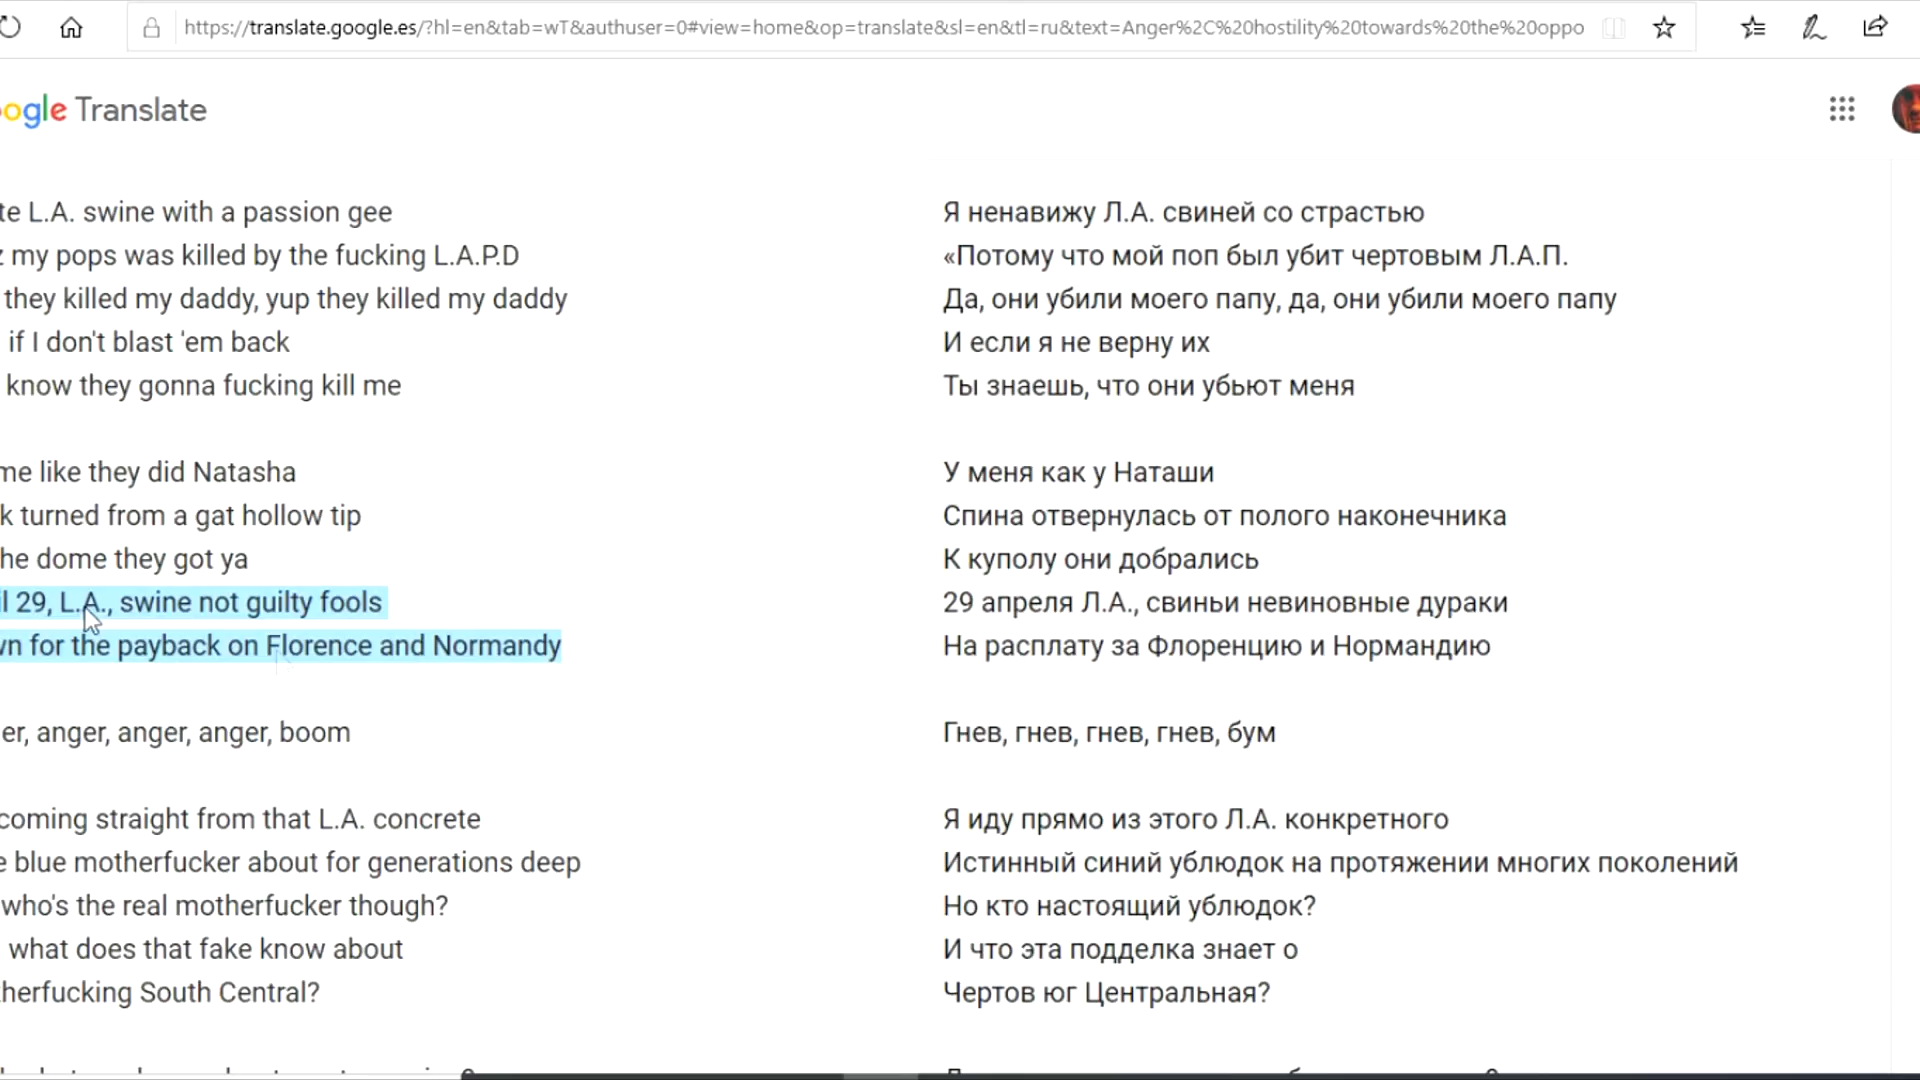 https://translate.google.es/?hl=en&tab=wT&authuser=0#view=home&op=translate&sl=en&tl=ru&text=Anger%2C%20hostility%20towards%20the%20oppo
ogle Translate
te L.A. swine with a passion gee
z my pops was killed by the fucking L.A.P.D
they killed my daddy, yup they killed my daddy
if I don't blast 'em back
know they gonna fucking kill me
me like they did Natasha
k turned from a gat hollow tip
he dome they got ya
il 29, L.A., swine not guilty fools
wn for the payback on Florence and Normandy
er, anger, anger, anger, boom
coming straight from that L.A. concrete
e blue motherfucker about for generations deep
who's the real motherfucker though?
what does that fake know about
therfucking South Central?
Я ненавижу Л.А. свиней со страстью
«Потому что мой поп был убит чертовым Л.А.П.
Да, они убили моего папу, да, они убили моего папу
И если я не верну их
Ты знаешь, что они убьют меня
У меня как у Наташи
Спина отвернулась от полого наконечника
К куполу они добрались
29 апреля Л.А., свиньи невиновные дураки
На расплату за Флоренцию и Нормандию
Гнев, гнев, гнев, гнев, бум
Я иду прямо из этого Л.А. конкретного
Истинный синий ублюдок на протяжении многих поколений
Но кто настоящий ублюдок?
И что эта подделка знает о
Чертов юг Центральная?